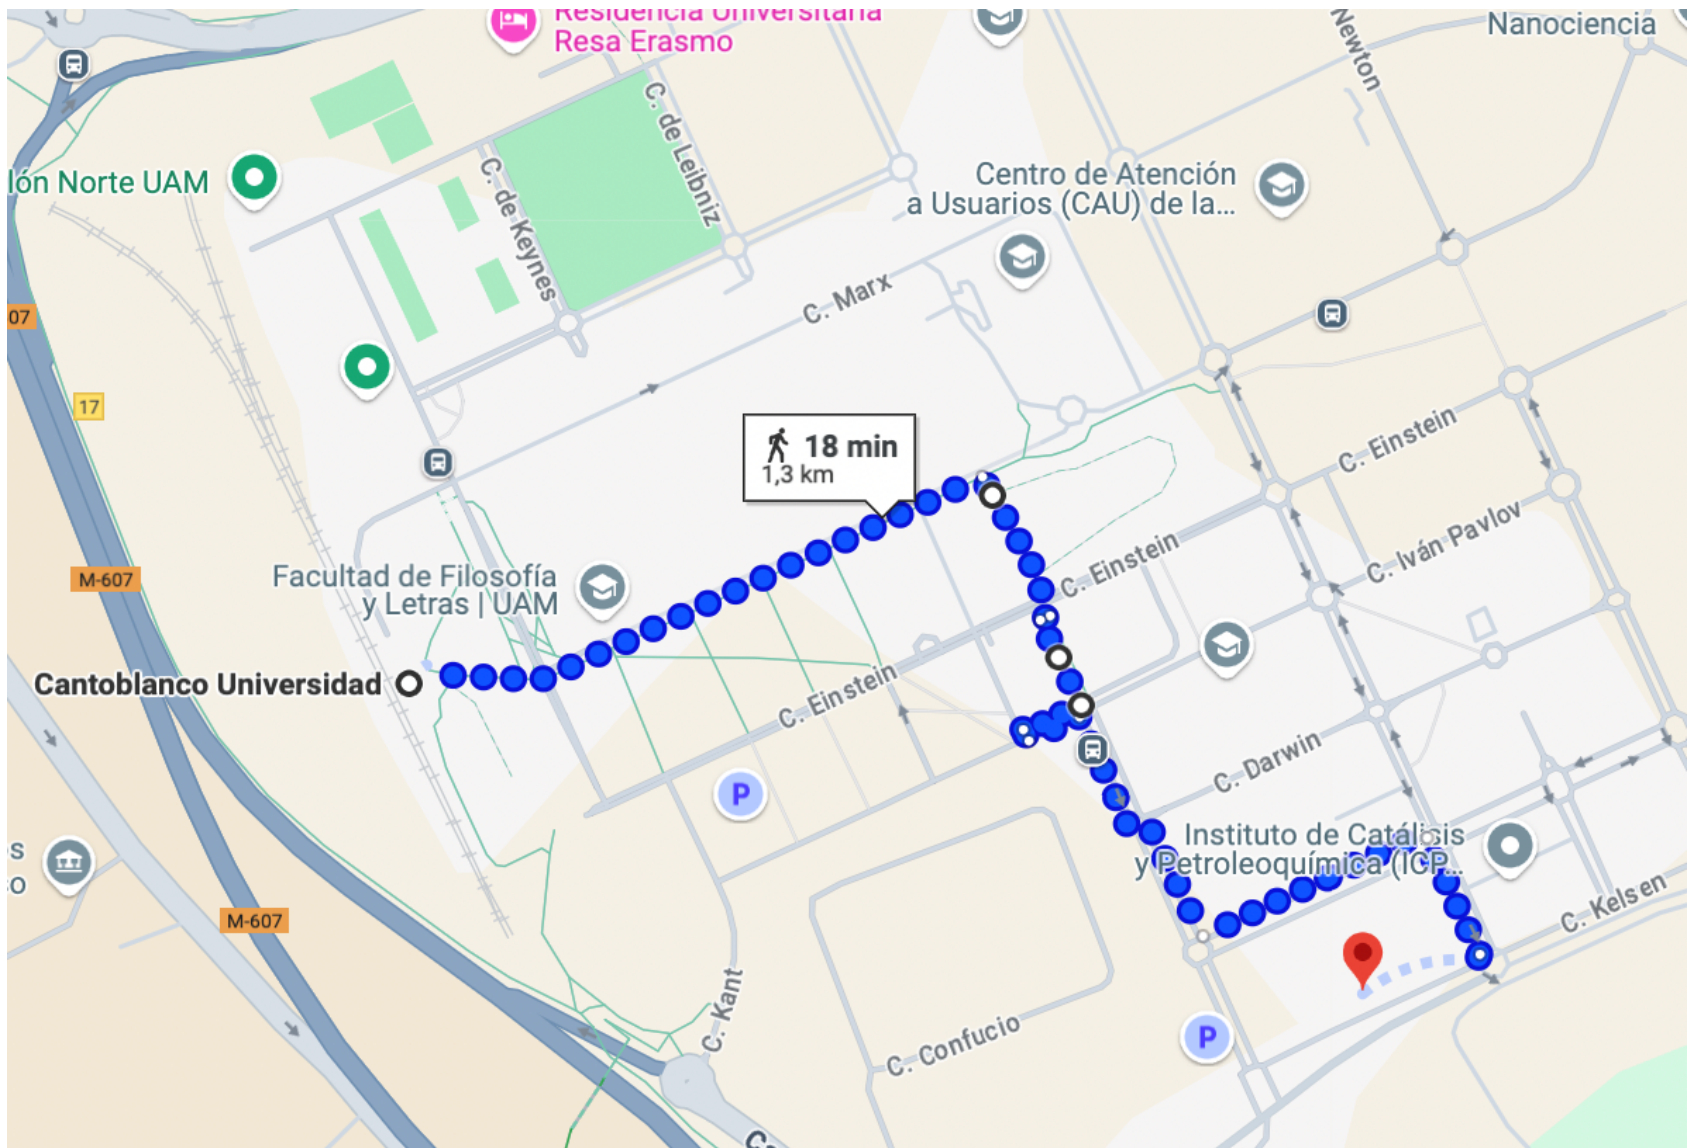 Residencia Universitaria
Resa Erasmo
Nanociencia
Newton
C. de Leibniz
C. de Keynes
lón Norte UAM
Centro de Atención
a Usuarios (CAU) de la...
C. Marx
07
17
18 min
1,3 km
C. Einstein
C. Iván Pavlov
C. Einstein
M-607
Facultad de Filosofía
y Letras | UAM
Cantoblanco Universidad
C. Einstein
C. Darwin
P
Instituto de Catálisis
y Petroleoquímica (ICP...
s
so
M-607
C. Kelsen
C. Kant
C. Confucio
P